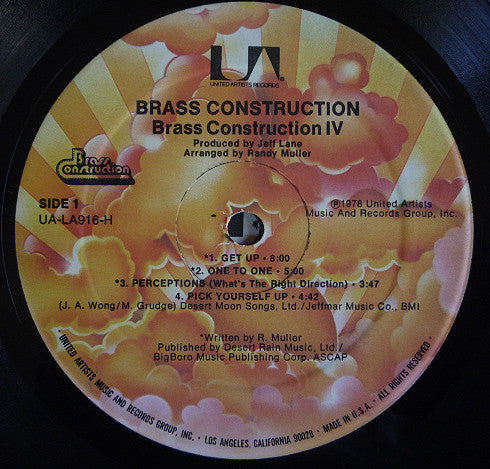 UA
UNITED ARTISTS RECORDS
BRASS CONSTRUCTION
Brass Construction IV
Produced by Jeff Lane
Arranged by Randy Muller
Brass
Construction
SIDE 1
UA-LA916-H
℗1978 United Artists
Music And Records Group, Inc.
*1. GET UP • 8:00
*2. ONE TO ONE • 5:00
*3. PERCEPTIONS (What's The Right Direction) • 3:47
4. PICK YOURSELF UP • 4:42
(J. A. Wong/M. Grudge) Desert Moon Songs, Ltd./Jeffmar Music Co., BMI
*Written by R. Muller
Published by Desert Rain Music, Ltd./
BigBoro Music Publishing Corp. ASCAP
• UNITED ARTISTS MUSIC AND RECORDS GROUP, INC. • LOS ANGELES, CALIFORNIA 90028 • MADE IN U.S.A. • ALL RIGHTS RESERVED •